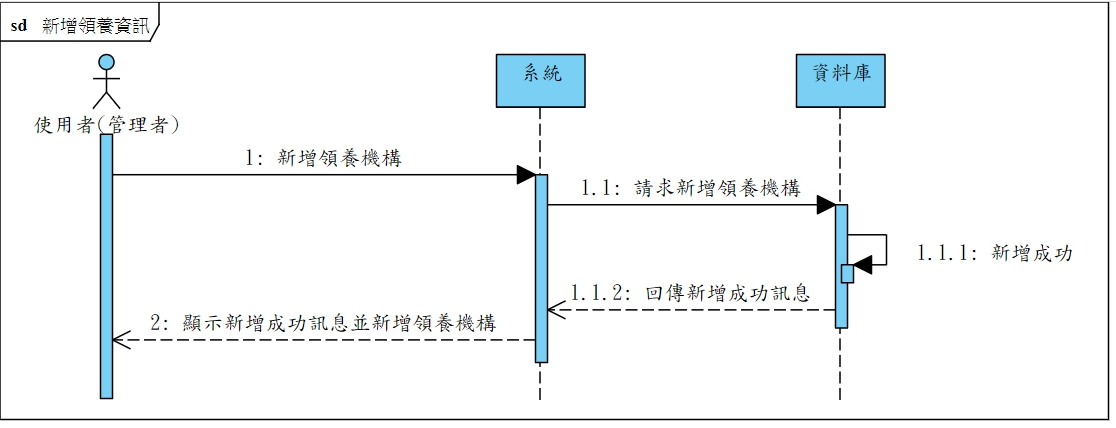 sd 新增領養資訊
系統
資料庫
使用者(管理者)
1: 新增領養機構
1.1: 請求新增領養機構
1.1.1: 新增成功
1.1.2: 回傳新增成功訊息
2: 顯示新增成功訊息並新增領養機構